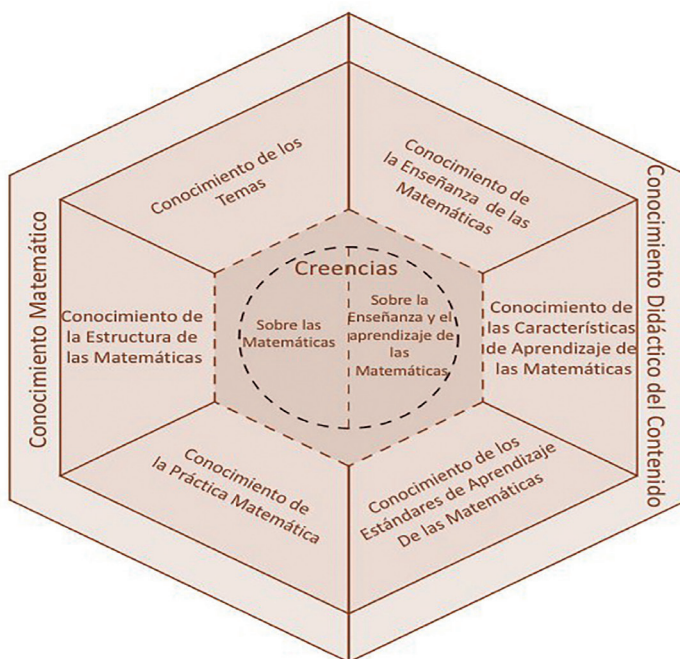 Conocimiento Matemático
Conocimiento de los
Temas
Conocimiento de
la Enseñanza de las
Matemáticas
Conocimiento Didáctico del Contenido
Creencias
Sobre las
Matemáticas
Sobre la
Enseñanza y el
aprendizaje de
las
Matemáticas
Conocimiento de
la Estructura de
las Matemáticas
Conocimiento de
las Características
de Aprendizaje de
las Matemáticas
Conocimiento de
la Práctica Matemática
Conocimiento de los
Estándares de Aprendizaje
De las Matemáticas